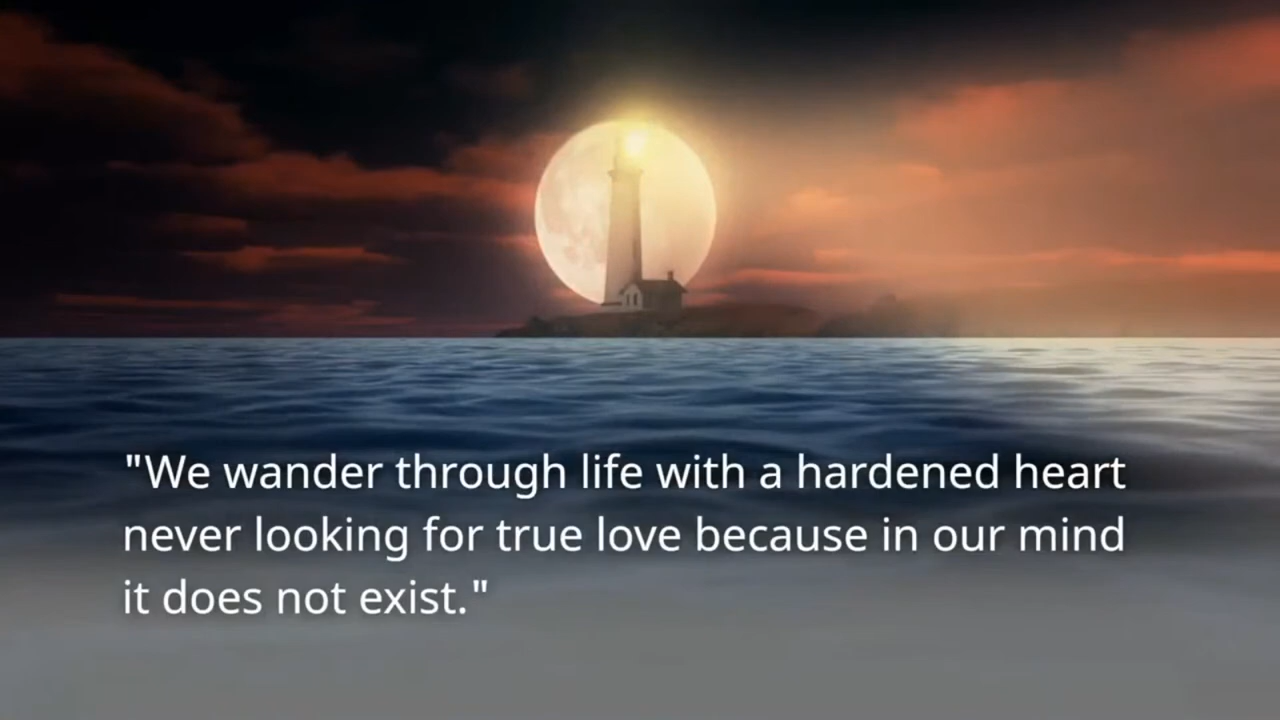 "We wander through life with a hardened heart
never looking for true love because in our mind
it does not exist."